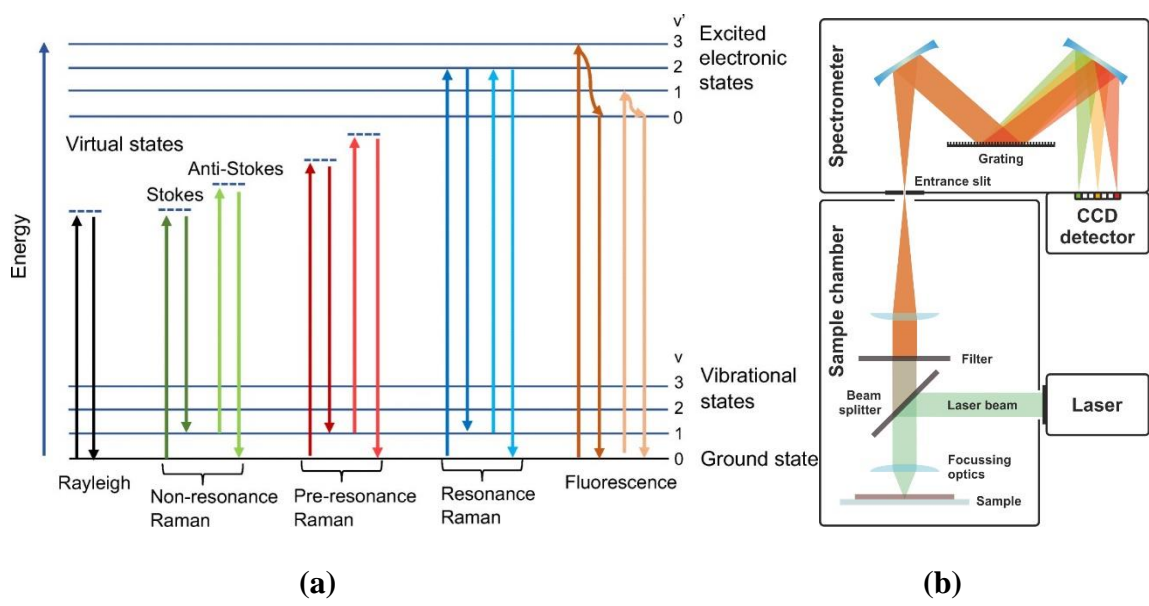 v'
3
2
1
0
Excited
electronic
states
Virtual states
Anti-Stokes
Stokes
Energy
v
3
2
1
0
Vibrational
states
Ground state
Rayleigh
Non-resonance
Raman
Pre-resonance
Raman
Resonance
Raman
Fluorescence
(a)
Spectrometer
Grating
Entrance slit
CCD
detector
Sample chamber
Filter
Beam
splitter
Laser beam
Laser
Focussing
optics
Sample
(b)